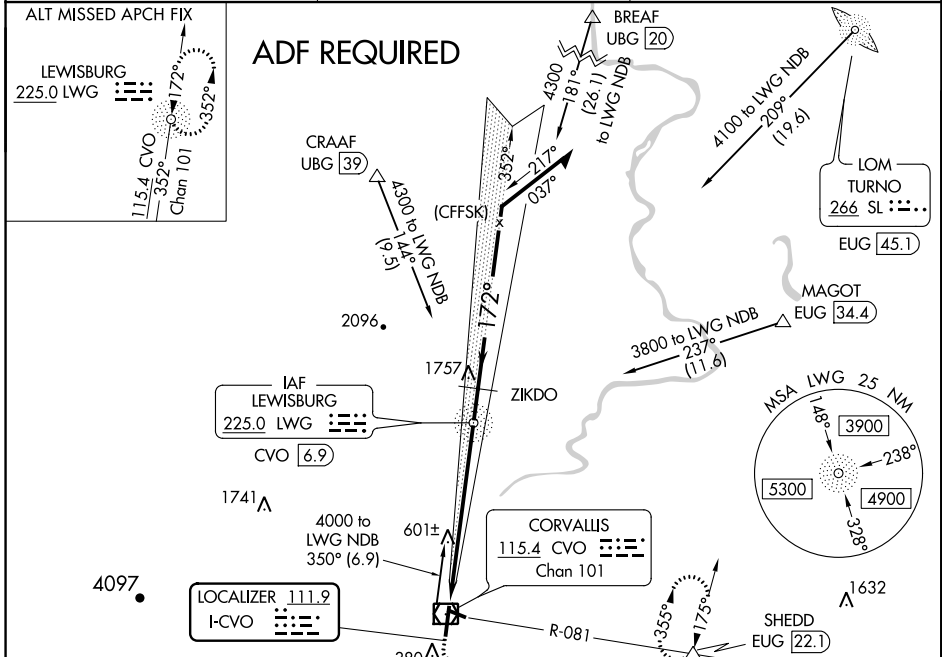 ALT MISSED APCH FIX
LEWISBURG
225.0 LWG
172°
352°
115.4 CVO
352°
Chan 101
ADF REQUIRED
BREAF
UBG 20
4300
181°
(26.1)
to LWG NDB
4100 to LWG NDB
209°
(19.6)
LOM
TURNO
266 SL
EUG 45.1
CRAAF
UBG 39
4300 to LWG NDB
144°
(9.5)
352°
217°
037°
(CFFSK)
x
172°
MAGOT
EUG 34.4
3800 to LWG NDB
237°
(11.6)
2096
1757
ZIKDO
IAF
LEWISBURG
225.0 LWG
CVO 6.9
MSA LWG 25 NM
148°
3900
238°
5300
4900
328°
1741
4000 to
LWG NDB
350° (6.9)
601±
CORVALLIS
115.4 CVO
Chan 101
4097
LOCALIZER 111.9
I-CVO
R-081
355°
175°
1632
SHEDD
EUG 22.1